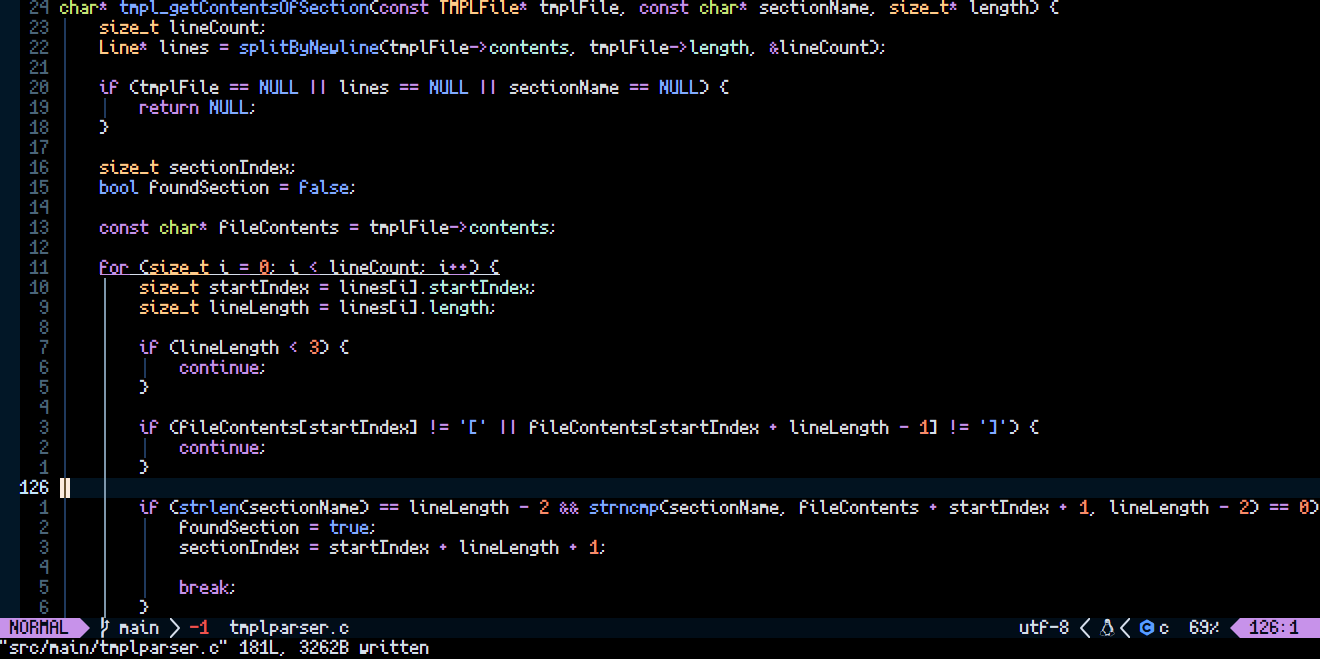 24 char* tmpl_getContentsOfSection(const TMPLFile* tmplFile, const char* sectionName, size_t* length) {
23 size_t lineCount;
22 Line* lines = splitByNewline(tmplFile->contents, tmplFile->length, &lineCount);
21
20 if (tmplFile == NULL || lines == NULL || sectionName == NULL) {
19 return NULL;
18 }
17
16 size_t sectionIndex;
15 bool foundSection = false;
14
13 const char* fileContents = tmplFile->contents;
12
11 for (size_t i = 0; i < lineCount; i++) {
10 size_t startIndex = lines[i].startIndex;
9 size_t lineLength = lines[i].length;
8
7 if (lineLength < 3) {
6 continue;
5 }
4
3 if (fileContents[startIndex] != '[' || fileContents[startIndex + lineLength - 1] != ']') {
2 continue;
1 }
126
1 if (strlen(sectionName) == lineLength - 2 && strncmp(sectionName, fileContents + startIndex + 1, lineLength - 2) == 0)
2 foundSection = true;
3 sectionIndex = startIndex + lineLength + 1;
4
5 break;
6 }
NORMAL main -1 tmplparser.c utf-8 c 69% 126:1
"src/main/tmplparser.c" 181L, 3262B written